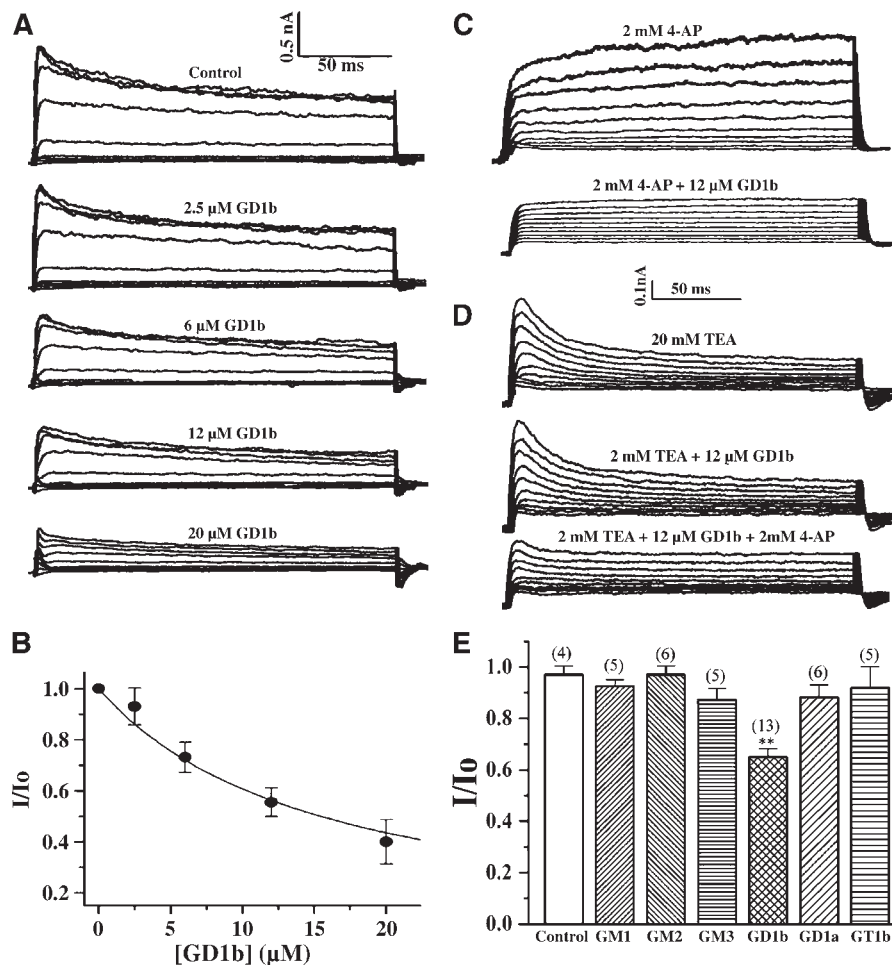 A
0.5 nA
50 ms
Control
2.5 µM GD1b
6 µM GD1b
12 µM GD1b
20 µM GD1b
B
I/Io
1.0
0.8
0.6
0.4
0.2
0 5 10 15 20
[GD1b] (µM)
C
2 mM 4-AP
2 mM 4-AP + 12 µM GD1b
0.1nA
50 ms
D
20 mM TEA
2 mM TEA + 12 µM GD1b
2 mM TEA + 12 µM GD1b + 2mM 4-AP
E
I/Io
1.0
0.8
0.6
0.4
0.2
0.0
(4) (5) (6) (5) (13) (6) (5)
**
Control GM1 GM2 GM3 GD1b GD1a GT1b